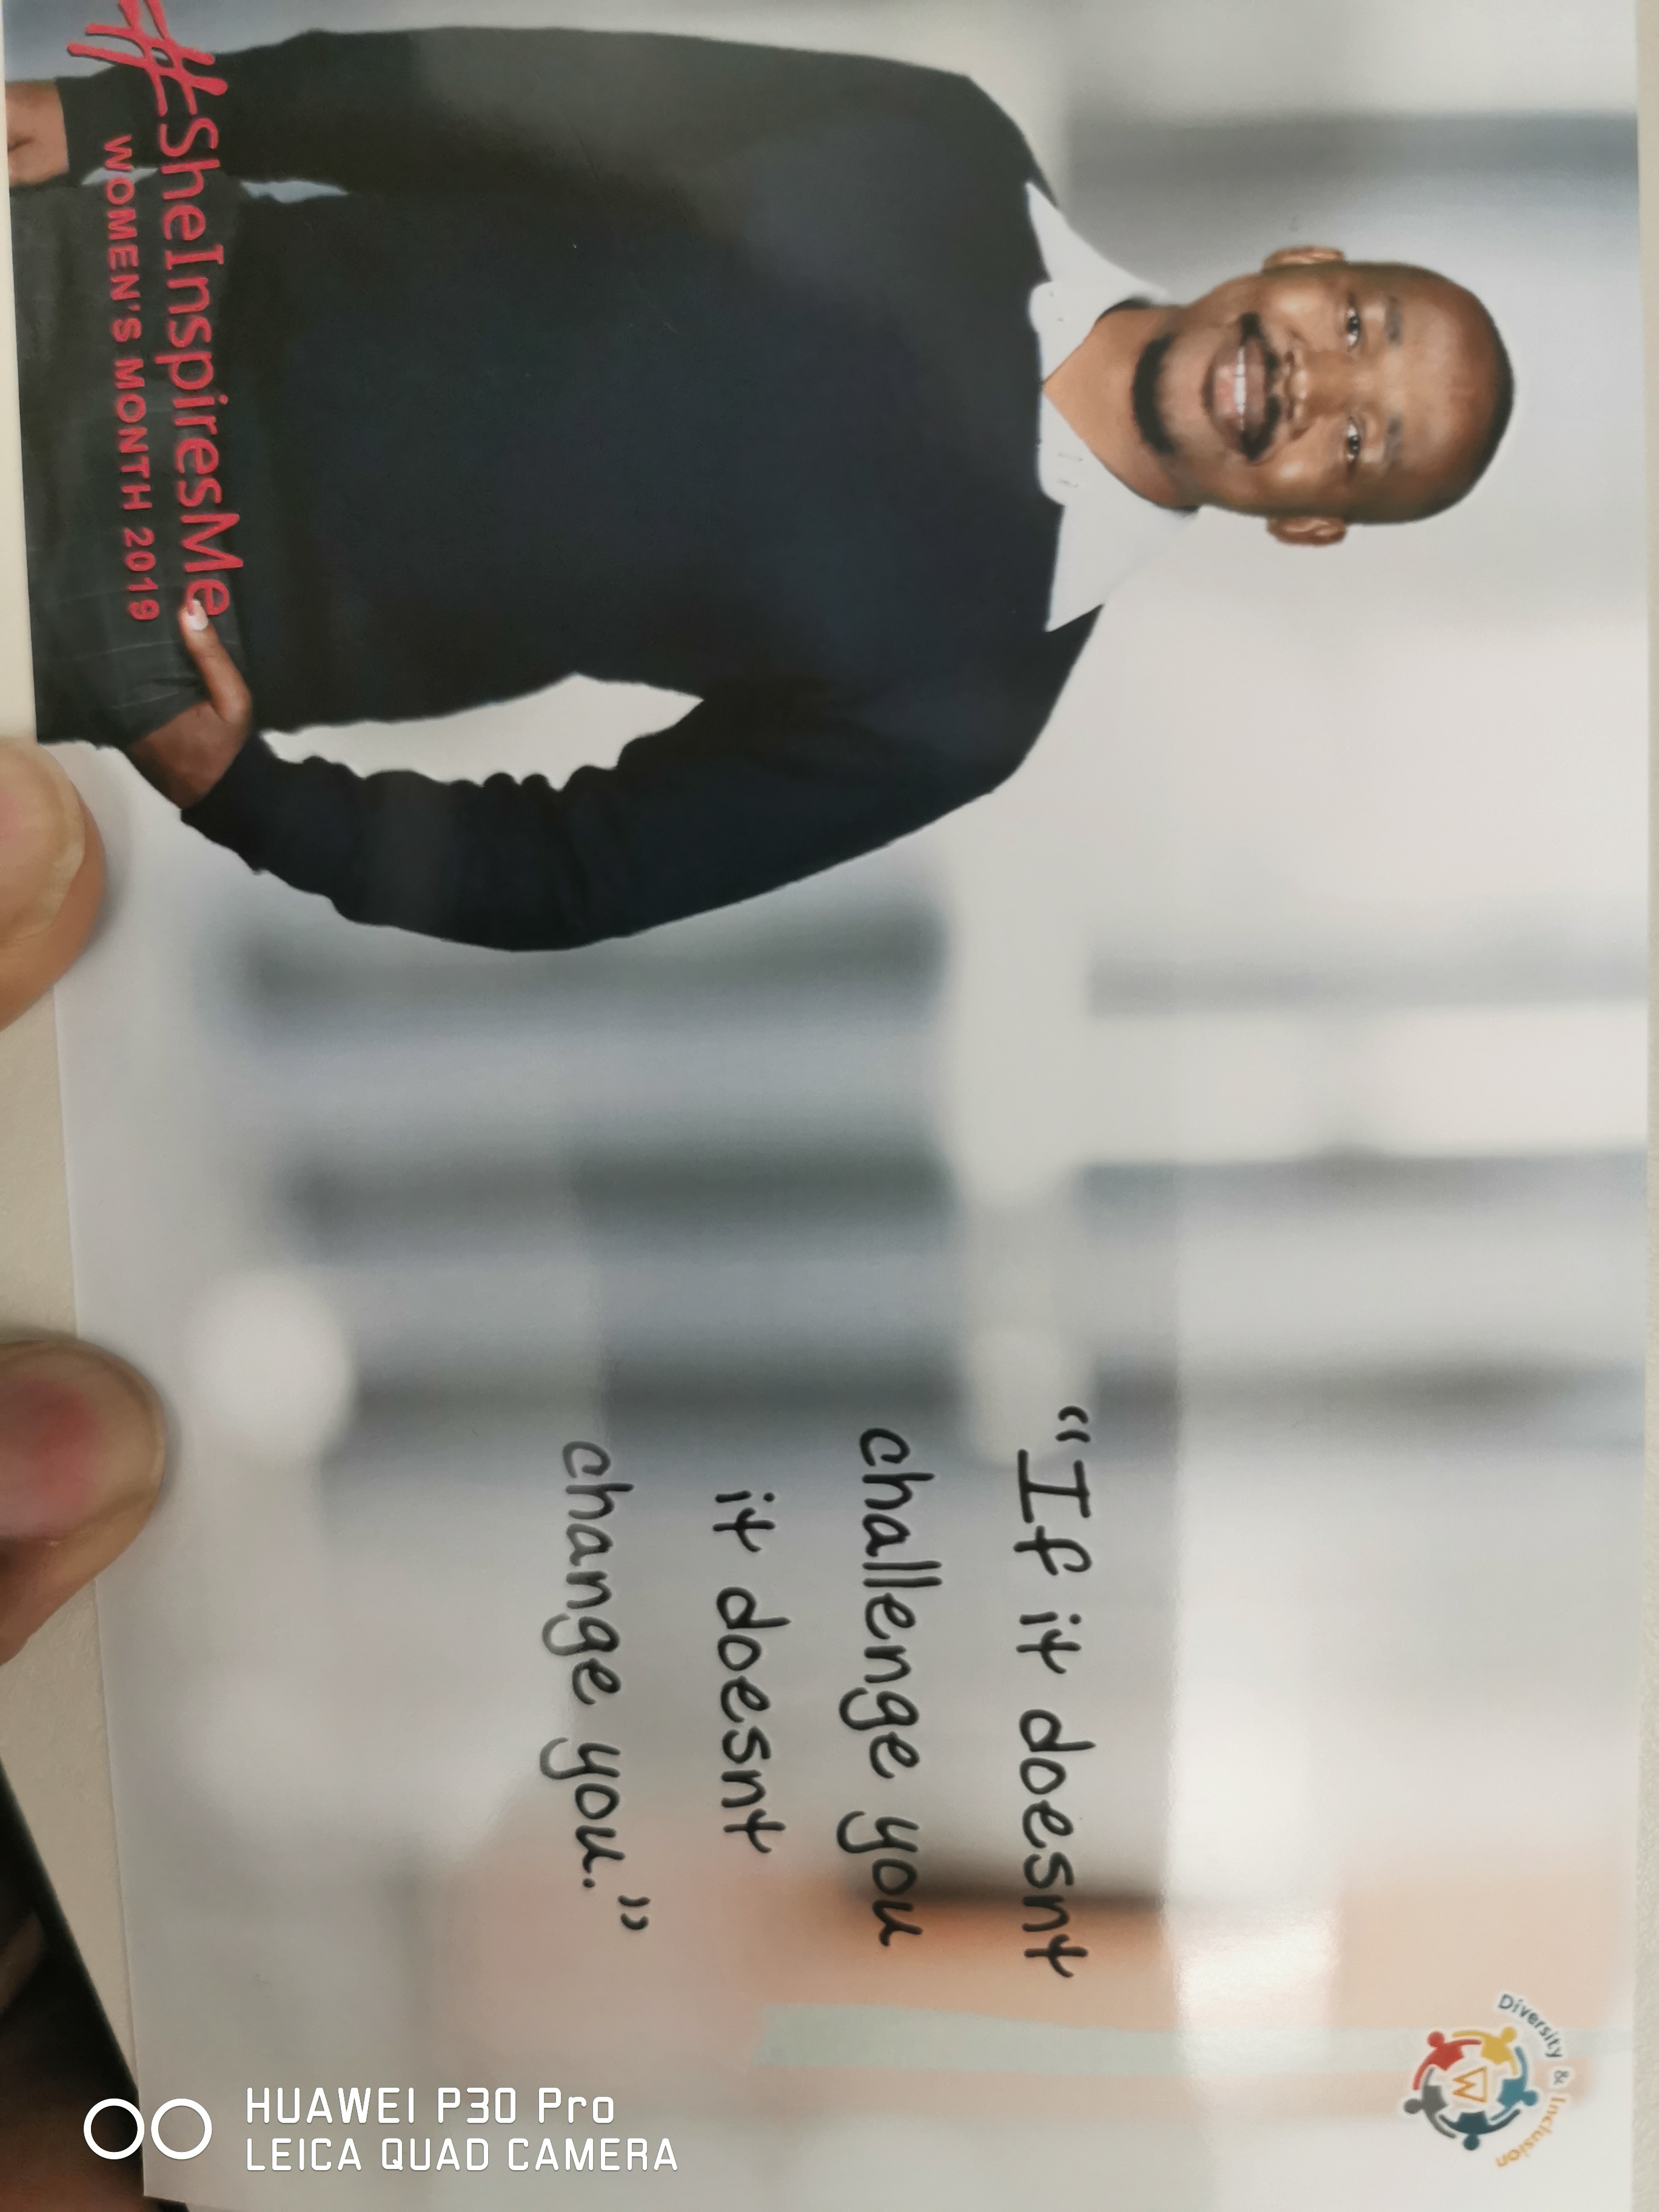 Diversity & Inclusion
W
“If it doesnt
challenge you
it doesnt
change you.”
#SheInspiresMe
WOMEN'S MONTH 2019
HUAWEI P30 Pro
LEICA QUAD CAMERA